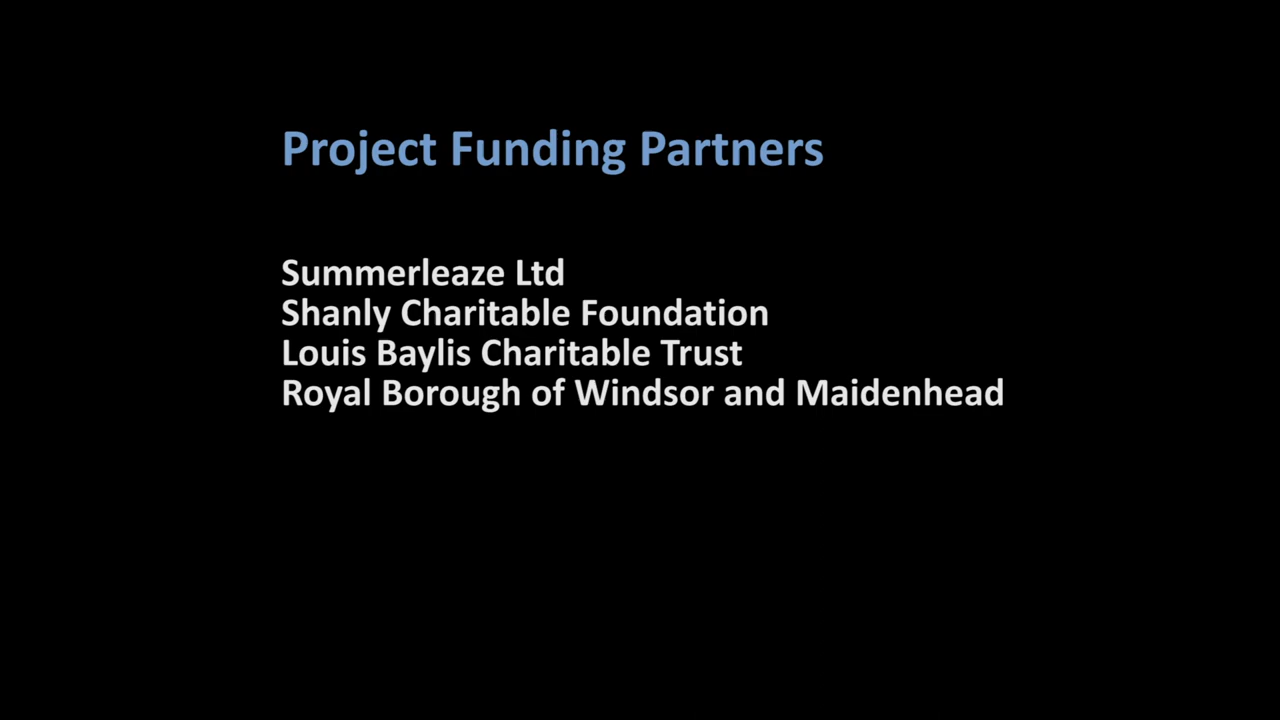 Project Funding Partners
Summerleaze Ltd
Shanly Charitable Foundation
Louis Baylis Charitable Trust
Royal Borough of Windsor and Maidenhead